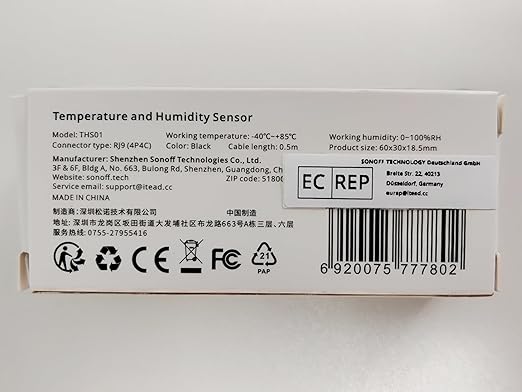 Temperature and Humidity Sensor
Model: THS01 Working temperature: -40℃~+85℃ Working humidity: 0~100%RH
Connector type: RJ9 (4P4C) Color: Black Cable length: 0.5m Product size: 60x30x18.5mm
Manufacturer: Shenzhen Sonoff Technologies Co., Ltd.
3F & 6F, Bldg A, No. 663, Bulong Rd, Shenzhen, Guangdong,
Website: sonoff.tech ZIP code: 5180
Service email: support@itead.cc
MADE IN CHINA
SONOFF TECHNOLOGY Deutschland GmbH
EC REP
Breite Str. 22, 40213
Düsseldorf, Germany
eurap@itead.cc
制造商: 深圳松诺技术有限公司 中国制造
地址: 深圳市龙岗区坂田街道大发埔社区布龙路663号A栋三层、六层
服务热线: 0755-27955416
CE FC
21
PAP
6 920075 777802